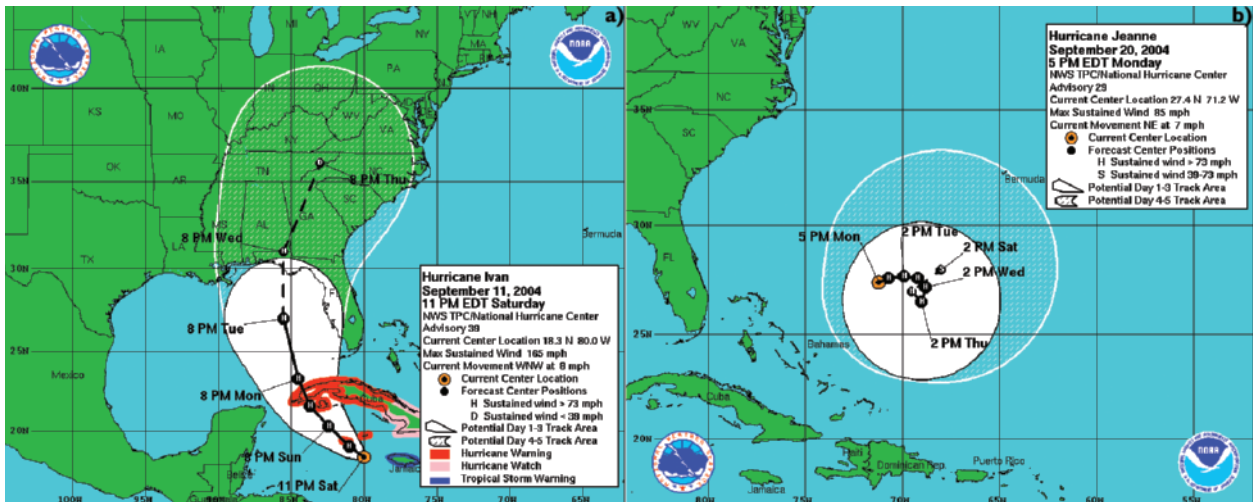 a)
MI
NY
MA
IA
PA
40N
IN
OH
KS
MO
WV
VA
KY
8 PM Thu
OK
TN
NC
35N
AR
SC
MS
AL
GA
8 PM Wed
Bermuda
LA
TX
30N
8 PM Tue
25N
Mexico
8 PM Mon
Cuba
20N
8 PM Sun
Belize
Jamaica
11 PM Sat
100W
95W
90W
85W
80W
Hurricane Ivan
September 11, 2004
11 PM EDT Saturday
NWS TPC/National Hurricane Center
Advisory 39
Current Center Location 18.3 N 80.0 W
Max Sustained Wind 165 mph
Current Movement WNW at 8 mph
Current Center Location
Forecast Center Positions
H Sustained wind > 73 mph
D Sustained wind < 39 mph
Potential Day 1-3 Track Area
Potential Day 4-5 Track Area
Hurricane Warning
Hurricane Watch
Tropical Storm Warning
NOAA
b)
WV
DE
VA
35N
NC
SC
Bermuda
30N
5 PM Mon
2 PM Tue
2 PM Sat
2 PM Wed
FL
25N
Bahamas
2 PM Thu
Cuba
20N
Haiti
Dominican Rep.
Puerto Rico
Jamaica
80W
75W
70W
65W
60W
Hurricane Jeanne
September 20, 2004
5 PM EDT Monday
NWS TPC/National Hurricane Center
Advisory 29
Current Center Location 27.4 N 71.2 W
Max Sustained Wind 85 mph
Current Movement NE at 7 mph
Current Center Location
Forecast Center Positions
H Sustained wind > 73 mph
S Sustained wind 39-73 mph
Potential Day 1-3 Track Area
Potential Day 4-5 Track Area
NOAA